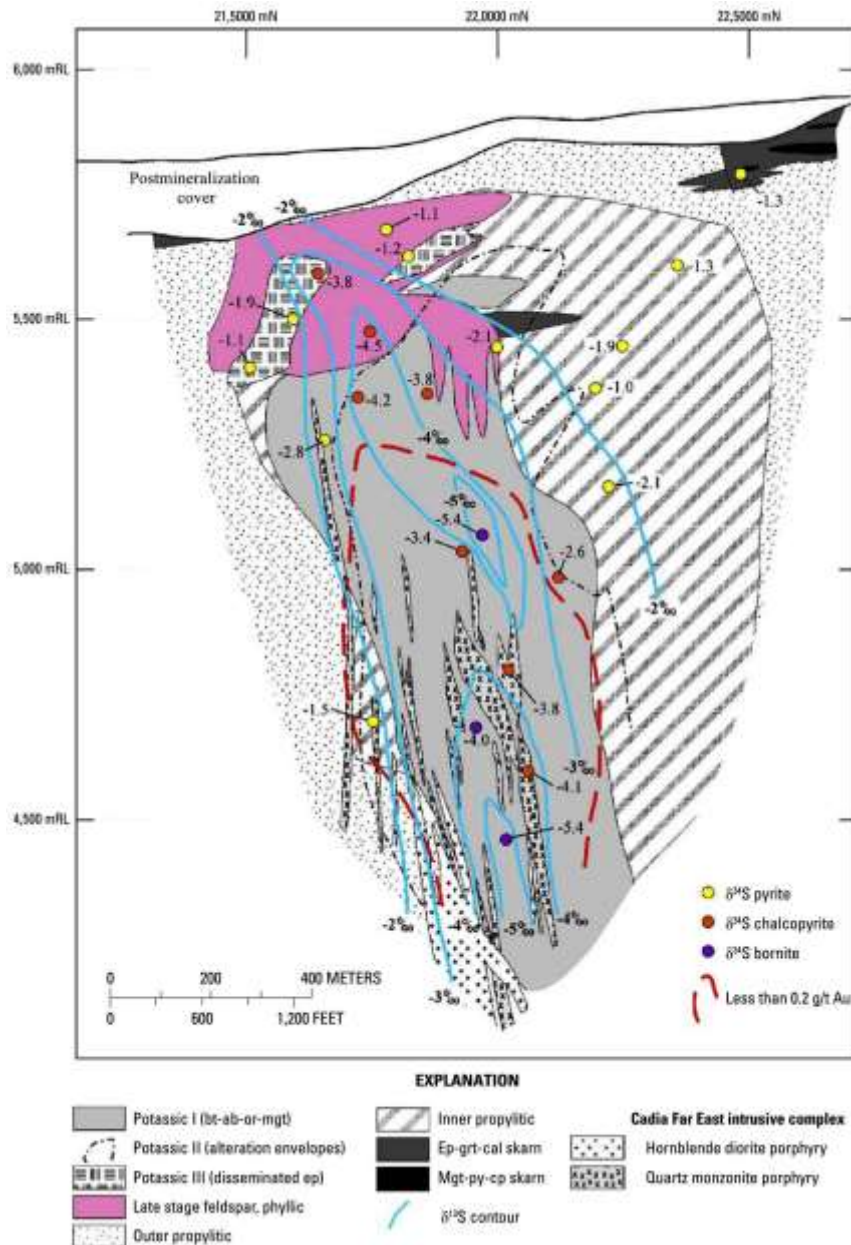 21,5000 mN
22,0000 mN
22,5000 mN
6,000 mRL
Postmineralization
cover
-2‰
-2‰
-1.1
-1.3
-1.2
-1.3
-3.8
-1.9
5,500 mRL
-4.5
-2.1
-1.9
-1.1
-3.8
-1.0
-4.2
-4‰
-2.8
-2.1
-5‰
-5.4
-3.4
-2.6
5,000 mRL
-2‰
-3.8
-1.5
-4.0
-3‰
-4.1
4,500 mRL
-5.4
-2‰
-4‰
-5‰
-4‰
-3‰
δ³⁴S pyrite
δ³⁴S chalcopyrite
δ³⁴S bornite
Less than 0.2 g/t Au
0 200 400 METERS
0 600 1,200 FEET
EXPLANATION
Potassic I (bt-ab-or-mgt)
Potassic II (alteration envelopes)
Potassic III (disseminated ep)
Late stage feldspar, phyllic
Outer propylitic
Inner propylitic
Ep-grt-cal skarn
Mgt-py-cp skarn
contour
Cadia Far East intrusive complex
Hornblende diorite porphyry
Quartz monzonite porphyry